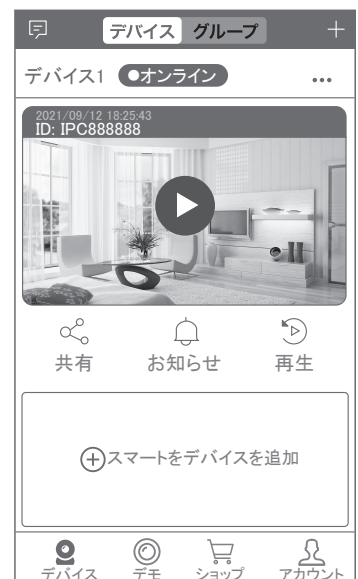 デバイス グループ
デバイス1 ●オンライン ...
2021/09/12 18:25:43
ID: IPC888888
共有 お知らせ 再生
スマートをデバイスを追加
デバイス デモ ショップ アカウント